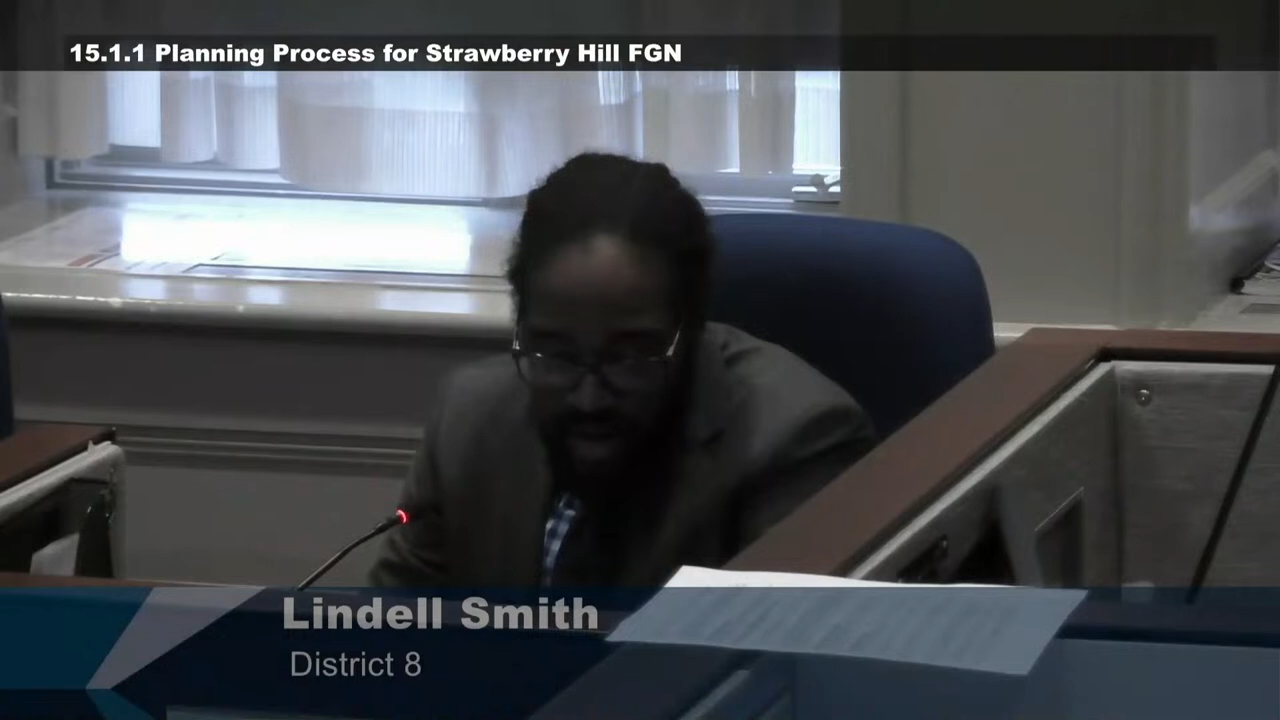 15.1.1 Planning Process for Strawberry Hill FGN
Lindell Smith
District 8